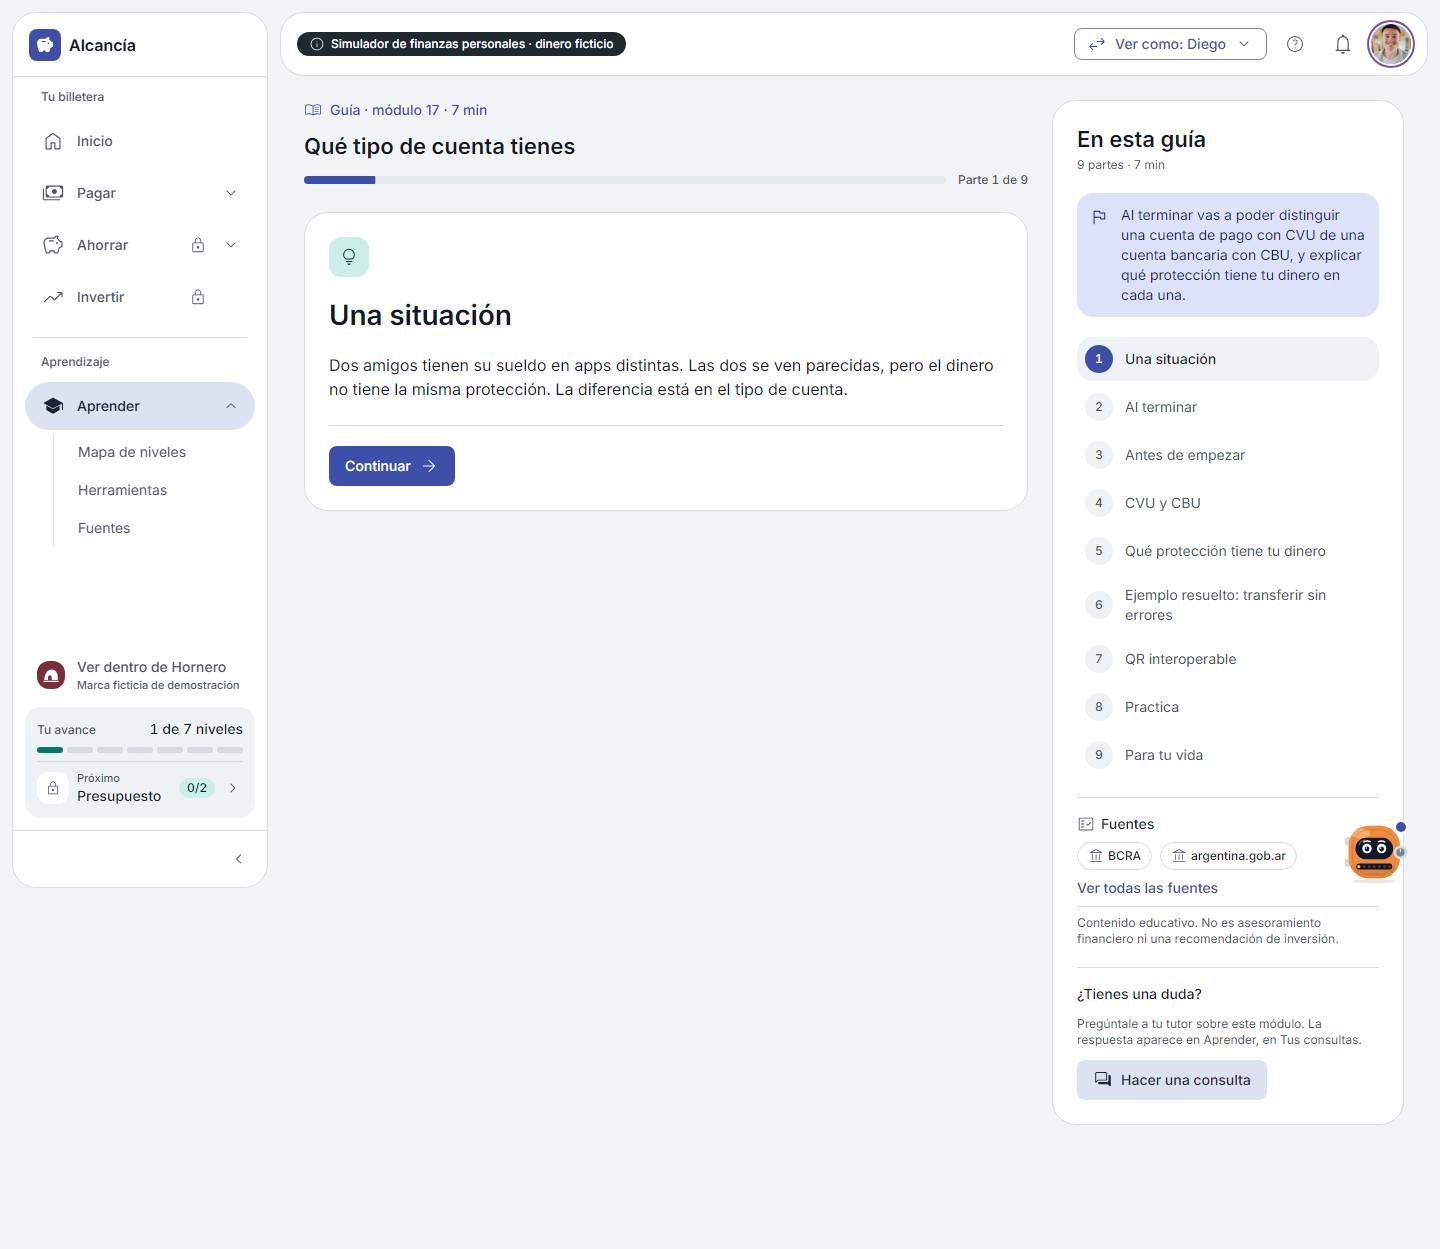 Alcancía
Tu billetera
Inicio
Pagar
Ahorrar
Invertir
Aprendizaje
Aprender
Mapa de niveles
Herramientas
Fuentes
Ver dentro de Hornero
Marca ficticia de demostración
Tu avance
1 de 7 niveles
Próximo
Presupuesto
0/2
Simulador de finanzas personales · dinero ficticio
Ver como: Diego
Guía · módulo 17 · 7 min
Qué tipo de cuenta tienes
Parte 1 de 9
Una situación
Dos amigos tienen su sueldo en apps distintas. Las dos se ven parecidas, pero el dinero
no tiene la misma protección. La diferencia está en el tipo de cuenta.
Continuar
En esta guía
9 partes · 7 min
Al terminar vas a poder distinguir
una cuenta de pago con CVU de una
cuenta bancaria con CBU, y explicar
qué protección tiene tu dinero en
cada una.
1 Una situación
2 Al terminar
3 Antes de empezar
4 CVU y CBU
5 Qué protección tiene tu dinero
6 Ejemplo resuelto: transferir sin
errores
7 QR interoperable
8 Practica
9 Para tu vida
Fuentes
BCRA
argentina.gob.ar
Ver todas las fuentes
Contenido educativo. No es asesoramiento
financiero ni una recomendación de inversión.
¿Tienes una duda?
Pregúntale a tu tutor sobre este módulo. La
respuesta aparece en Aprender, en Tus consultas.
Hacer una consulta